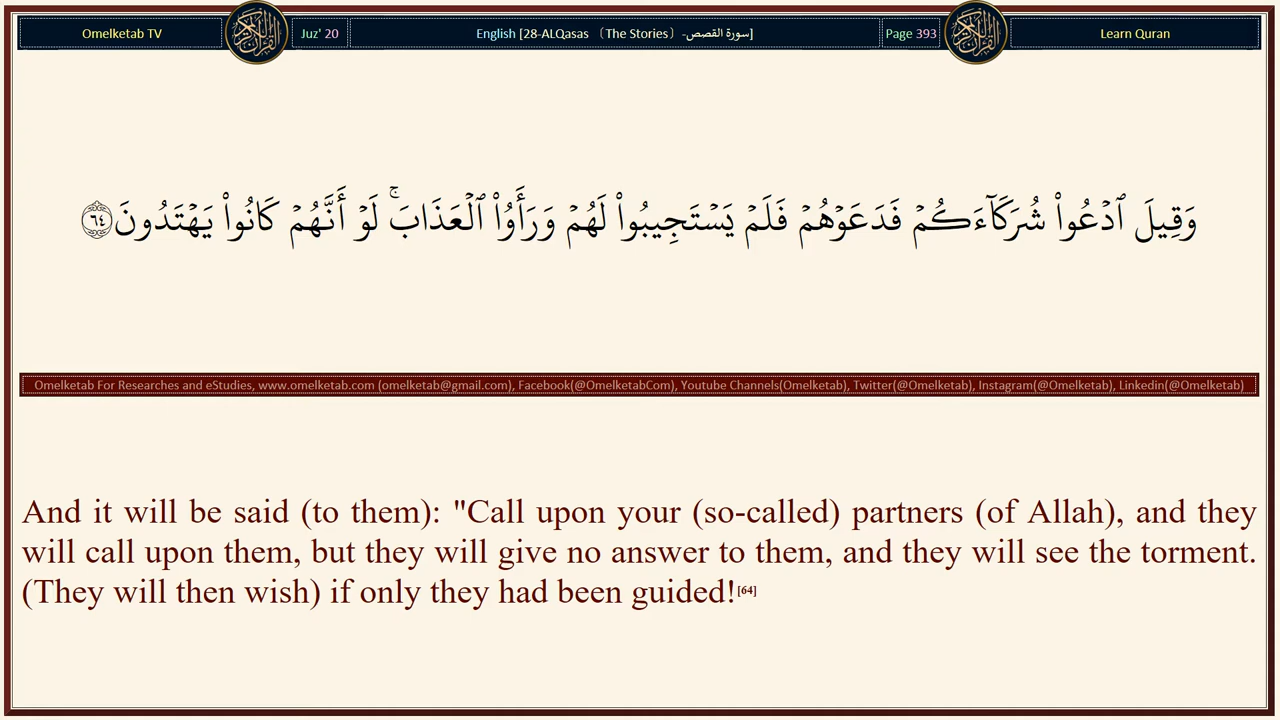 Omelketab TV
Juz' 20
English [28-ALQasas （The Stories）-سورة القصص]
Page 393
Learn Quran
وَقِيلَ ٱدۡعُواْ شُرَكَآءَكُمۡ فَدَعَوۡهُمۡ فَلَمۡ يَسۡتَجِيبُواْ لَهُمۡ وَرَأَوُاْ ٱلۡعَذَابَۚ لَوۡ أَنَّهُمۡ كَانُواْ يَهۡتَدُونَ ٦٤
Omelketab For Researches and eStudies, www.omelketab.com (omelketab@gmail.com), Facebook(@OmelketabCom), Youtube Channels(Omelketab), Twitter(@Omelketab), Instagram(@Omelketab), Linkedin(@Omelketab)
And it will be said (to them): "Call upon your (so-called) partners (of Allah), and they
will call upon them, but they will give no answer to them, and they will see the torment.
(They will then wish) if only they had been guided![64]